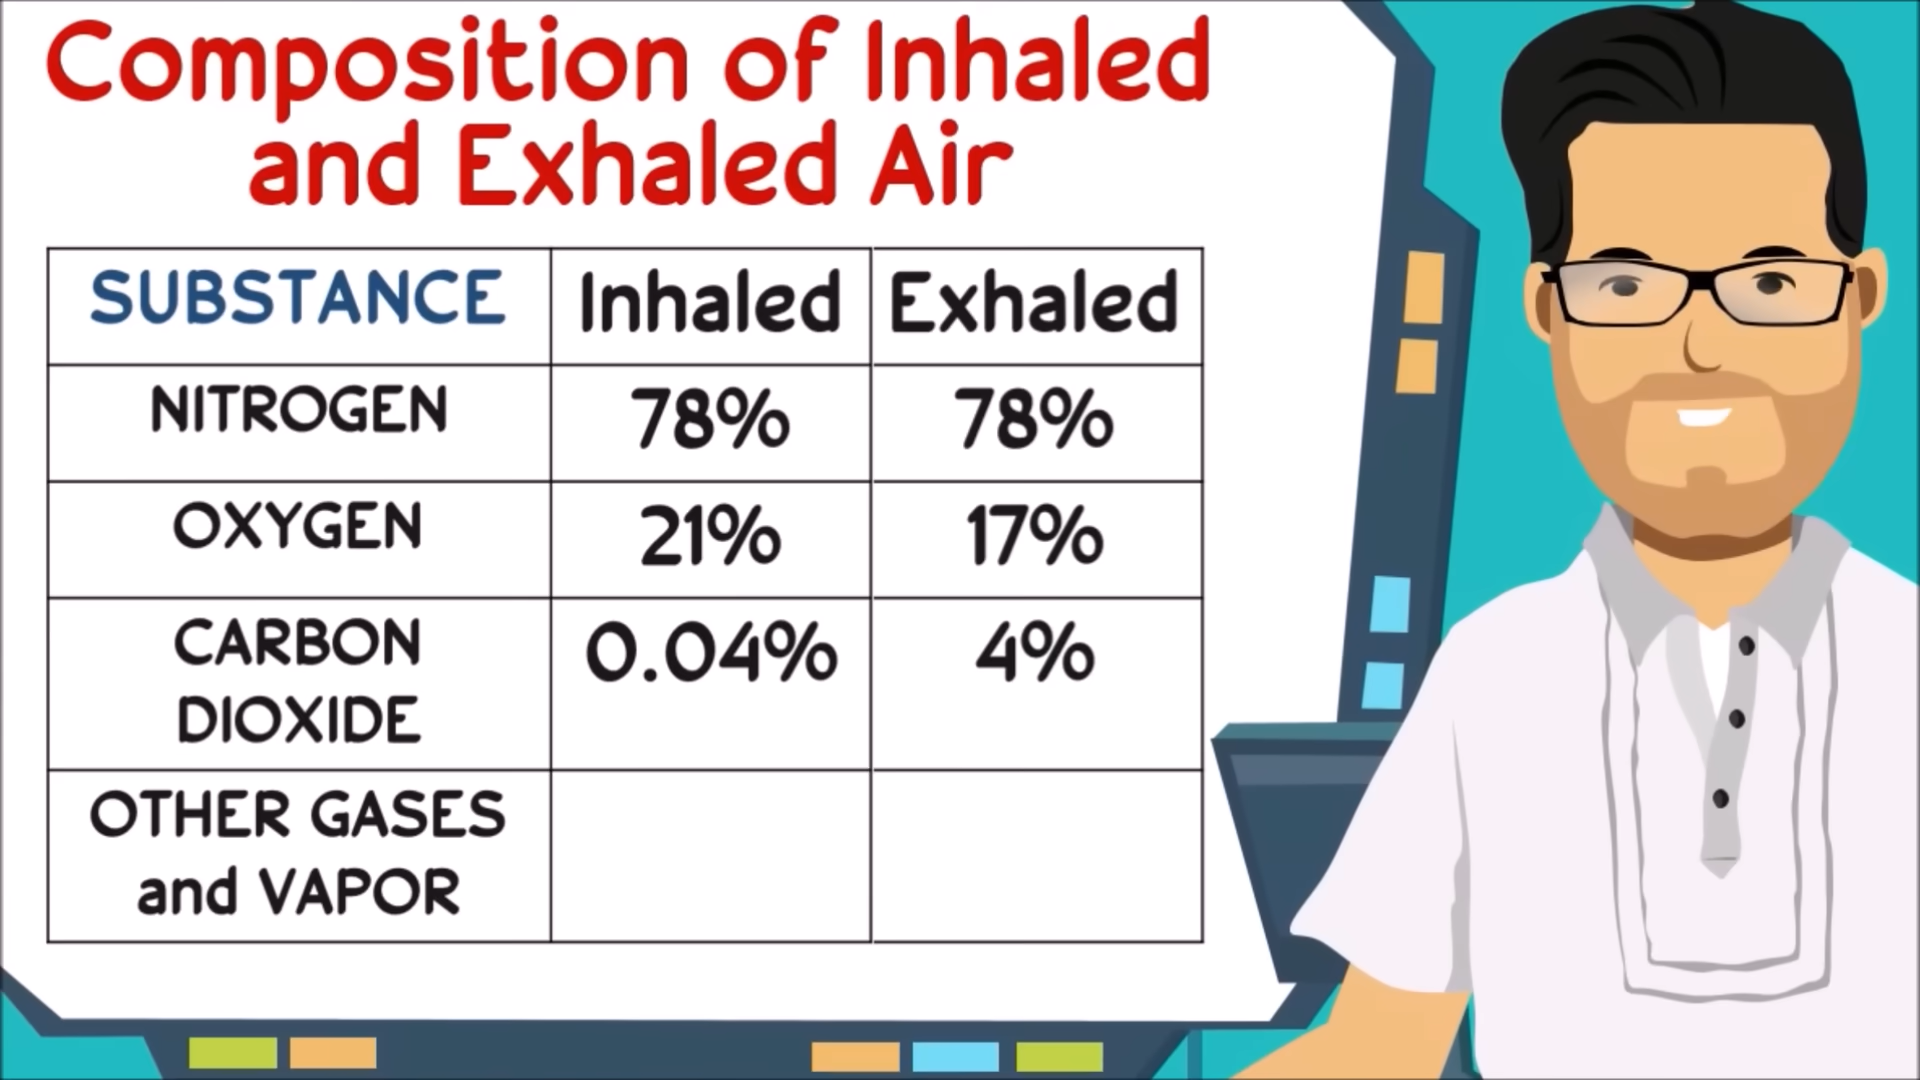 Composition of Inhaled
and Exhaled Air
SUBSTANCE Inhaled Exhaled
NITROGEN 78% 78%
OXYGEN 21% 17%
CARBON
DIOXIDE 0.04% 4%
OTHER GASES
and VAPOR